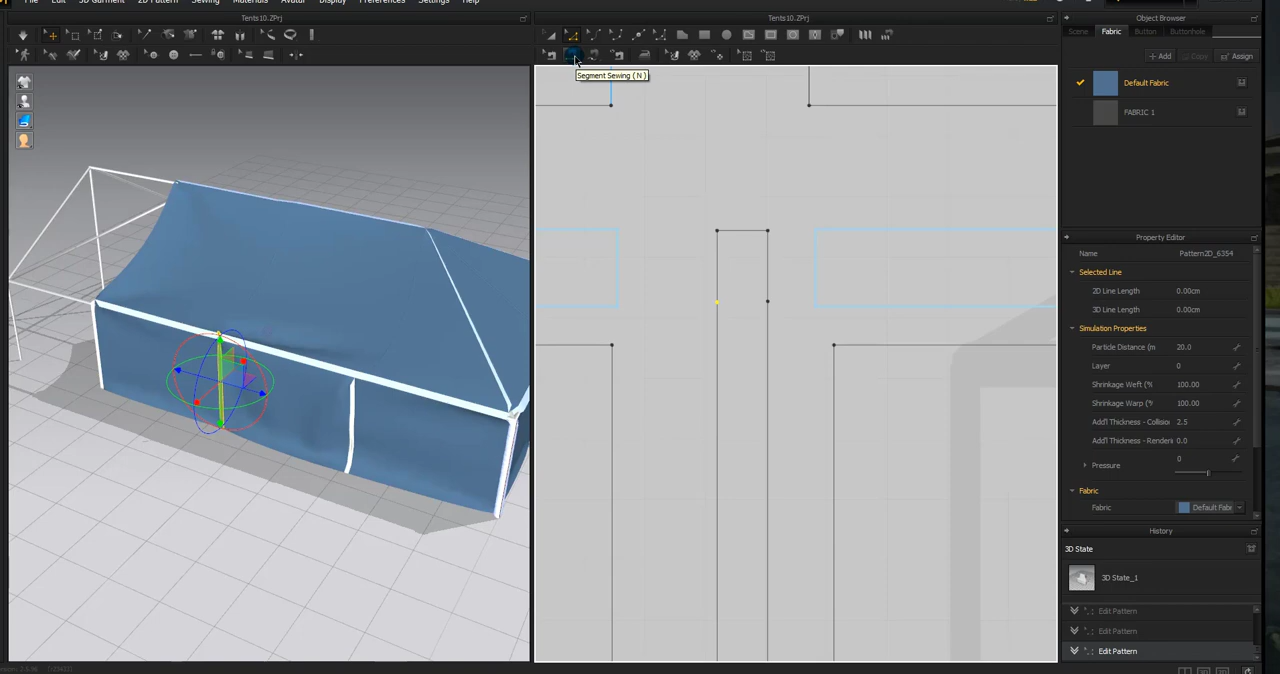 File Edit 3D Garment 2D Pattern Sewing Materials Avatar Display Preferences Settings Help
Tents10.ZPrj
Tents10.ZPrj
Object Browser
Scene Fabric Button Buttonhole
Add Copy Assign
Segment Sewing ( N )
Default Fabric
FABRIC 1
Property Editor
Name Pattern2D_6354
Selected Line
2D Line Length 0.00cm
3D Line Length 0.00cm
Simulation Properties
Particle Distance (m 20.0
Layer 0
Shrinkage Weft (% 100.00
Shrinkage Warp (% 100.00
Add'l Thickness - Collisio 2.5
Add'l Thickness - Renderi 0.0
Pressure 0
Fabric
Fabric Default Fabr
History
3D State
3D State_1
Edit Pattern
Edit Pattern
Edit Pattern